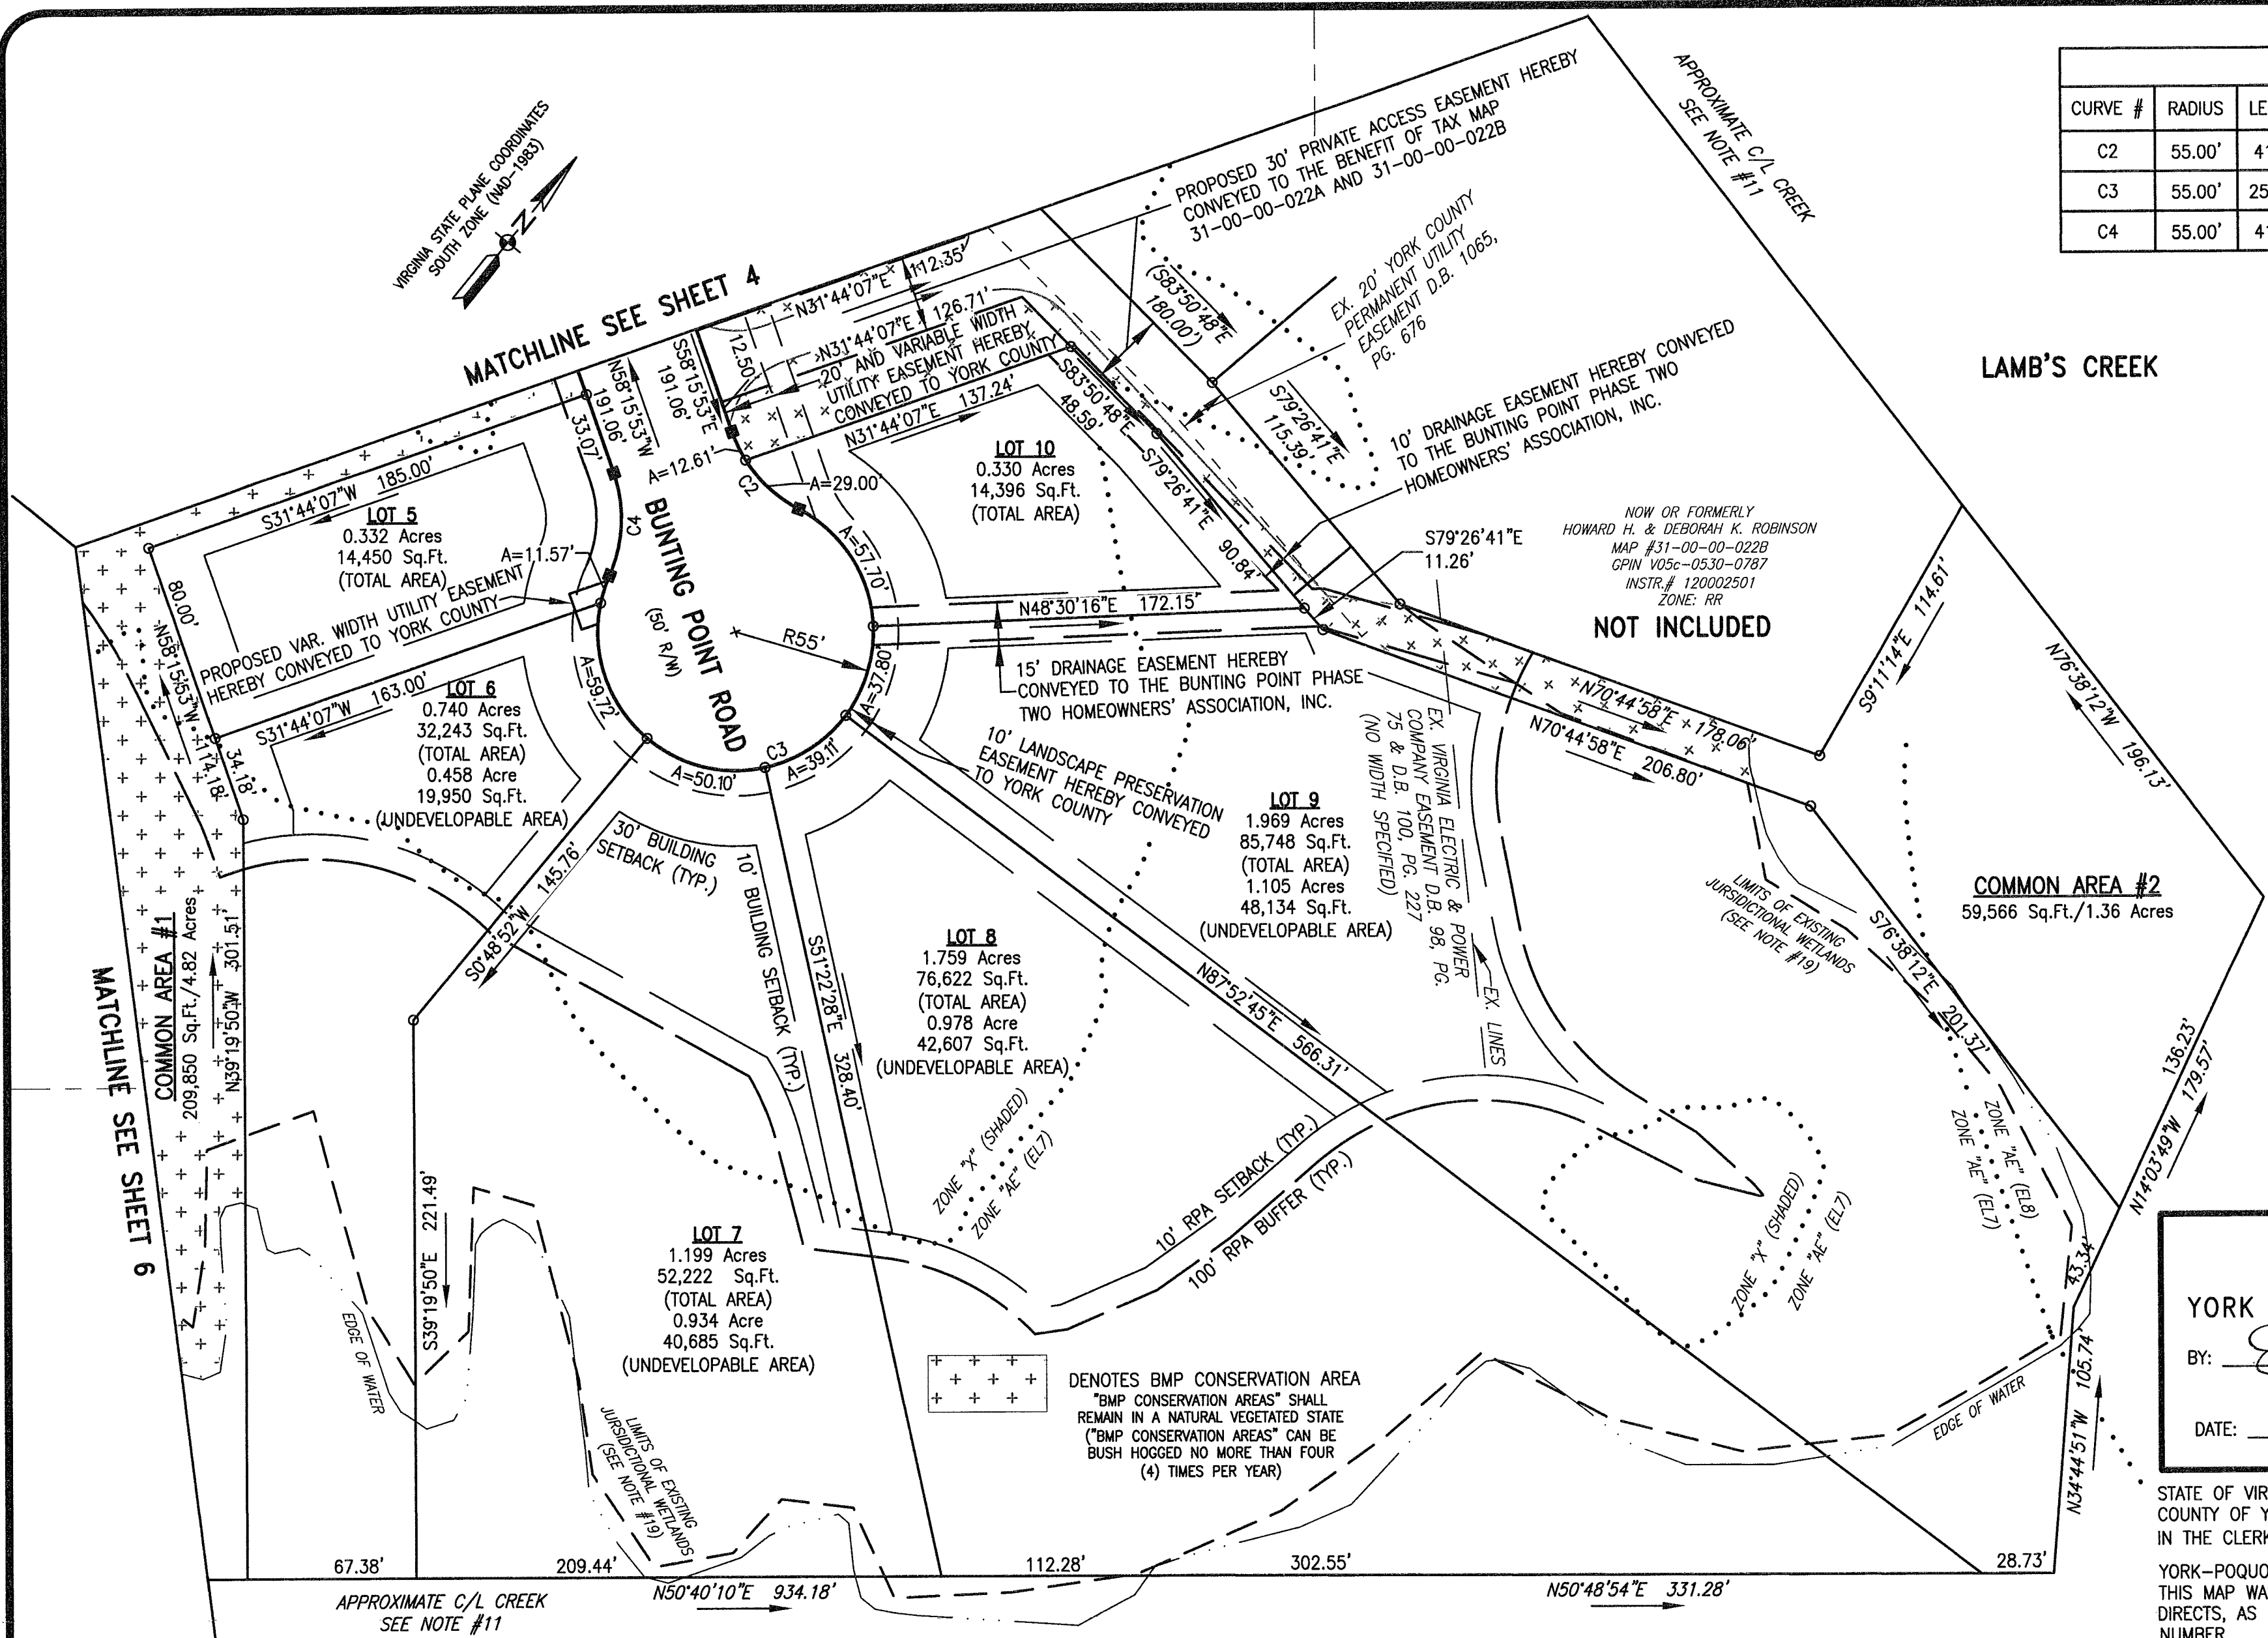 VIRGINIA STATE PLANE COORDINATES
SOUTH ZONE (NAD-1983)
N
MATCHLINE SEE SHEET 4
PROPOSED 30' PRIVATE ACCESS EASEMENT HEREBY
CONVEYED TO THE BENEFIT OF TAX MAP
31-00-00-022A AND 31-00-00-022B
APPROXIMATE C/L CREEK
SEE NOTE #11
CURVE # RADIUS
C2 55.00'
C3 55.00'
C4 55.00'
EX. 20' YORK COUNTY
PERMANENT UTILITY
EASEMENT D.B. 1065,
PG. 676
(S83°50'48"E
180.00')
N31°44'07"E 112.35'
N31°44'07"E 126.71'
20' AND VARIABLE WIDTH
UTILITY EASEMENT HEREBY
CONVEYED TO YORK COUNTY
N31°44'07"E 137.24'
12.50'
S58°15'53"E
191.06'
N58°15'53"W
191.06'
33.07'
A=12.61'
C2
A=29.00'
C4
S83°50'48"E
48.59'
S79°26'41"E
115.39'
S79°26'41"E 90.84'
10' DRAINAGE EASEMENT HEREBY CONVEYED
TO THE BUNTING POINT PHASE TWO
HOMEOWNERS' ASSOCIATION, INC.
LAMB'S CREEK
LOT 10
0.330 Acres
14,396 Sq.Ft.
(TOTAL AREA)
S31°44'07"W 185.00'
LOT 5
0.332 Acres
14,450 Sq.Ft.
(TOTAL AREA)
A=11.57'
PROPOSED VAR. WIDTH UTILITY EASEMENT
HEREBY CONVEYED TO YORK COUNTY
80.00'
N58°15'53"W 114.18'
34.18'
S31°44'07"W 163.00'
BUNTING POINT ROAD
(50' R/W)
R55'
A=57.70'
A=37.80'
A=39.11'
C3
A=50.10'
A=59.72'
N48°30'16"E 172.15'
S79°26'41"E
11.26'
NOW OR FORMERLY
HOWARD H. & DEBORAH K. ROBINSON
MAP #31-00-00-022B
GPIN V05c-0530-0787
INSTR.# 120002501
ZONE: RR
NOT INCLUDED
S9°11'14"E 114.61'
N76°38'12"W 196.13'
15' DRAINAGE EASEMENT HEREBY
CONVEYED TO THE BUNTING POINT PHASE
TWO HOMEOWNERS' ASSOCIATION, INC.
N70°44'58"E 178.06'
N70°44'58"E 206.80'
LOT 6
0.740 Acres
32,243 Sq.Ft.
(TOTAL AREA)
0.458 Acre
19,950 Sq.Ft.
(UNDEVELOPABLE AREA)
10' LANDSCAPE PRESERVATION
EASEMENT HEREBY CONVEYED
TO YORK COUNTY
EX. VIRGINIA ELECTRIC & POWER
COMPANY EASEMENT D.B. 98, PG.
75 & D.B. 100, PG. 227
(NO WIDTH SPECIFIED)
EX. LINES
LOT 9
1.969 Acres
85,748 Sq.Ft.
(TOTAL AREA)
1.105 Acres
48,134 Sq.Ft.
(UNDEVELOPABLE AREA)
30' BUILDING
SETBACK (TYP.)
10' BUILDING SETBACK (TYP.)
145.76'
S0°48'52"W
S51°22'28"E 328.40'
LIMITS OF EXISTING
JURSIDICTIONAL WETLANDS
(SEE NOTE #19)
COMMON AREA #2
59,566 Sq.Ft./1.36 Acres
S76°38'12"E 201.37'
MATCHLINE SEE SHEET 6
COMMON AREA #1
209,850 Sq.Ft./4.82 Acres
N39°19'50"W 301.51'
LOT 8
1.759 Acres
76,622 Sq.Ft.
(TOTAL AREA)
0.978 Acre
42,607 Sq.Ft.
(UNDEVELOPABLE AREA)
N87°52'45"E 566.31'
ZONE "X" (SHADED)
ZONE "AE" (EL7)
10' RPA SETBACK (TYP.)
100' RPA BUFFER (TYP.)
ZONE "X" (SHADED)
ZONE "AE" (EL7)
ZONE "AE" (EL8)
ZONE "AE" (EL7)
136.23'
N14°03'49"W 179.57'
43.34'
S39°19'50"E 221.49'
EDGE OF WATER
LOT 7
1.199 Acres
52,222 Sq.Ft.
(TOTAL AREA)
0.934 Acre
40,685 Sq.Ft.
(UNDEVELOPABLE AREA)
DENOTES BMP CONSERVATION AREA
"BMP CONSERVATION AREAS" SHALL
REMAIN IN A NATURAL VEGETATED STATE
("BMP CONSERVATION AREAS" CAN BE
BUSH HOGGED NO MORE THAN FOUR
(4) TIMES PER YEAR)
LIMITS OF EXISTING
JURSIDICTIONAL WETLANDS
(SEE NOTE #19)
EDGE OF WATER
N34°44'51"W 105.74'
YORK
BY:
DATE:
STATE OF
COUNTY OF
IN THE
THIS MAP
DIRECTS, AS
NUMBER
67.38'
209.44'
112.28'
302.55'
28.73'
N50°40'10"E 934.18'
N50°48'54"E 331.28'
APPROXIMATE C/L CREEK
SEE NOTE #11